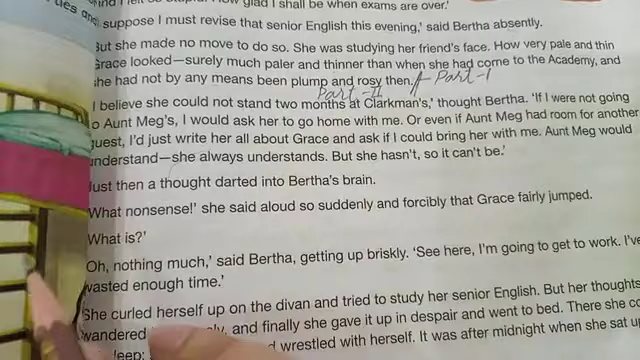 glad I shall be when exams are over.'
suppose I must revise that senior English this evening,' said Bertha absently.
But she made no move to do so. She was studying her friend's face. How very pale and thin
Grace looked—surely much paler and thinner than when she had come to the Academy, and
she had not by any means been plump and rosy then. Part-I
Part-II
I believe she could not stand two months at Clarkman's,' thought Bertha. 'If I were not going
o Aunt Meg's, I would ask her to go home with me. Or even if Aunt Meg had room for another
guest, I'd just write her all about Grace and ask if I could bring her with me. Aunt Meg would
understand—she always understands. But she hasn't, so it can't be.'
Just then a thought darted into Bertha's brain.
What nonsense!' she said aloud so suddenly and forcibly that Grace fairly jumped.
What is?'
Oh, nothing much,' said Bertha, getting up briskly. 'See here, I'm going to get to work. I've
wasted enough time.'
She curled herself up on the divan and tried to study her senior English. But her thoughts
wandered and finally she gave it up in despair and went to bed. There she
wrestled with herself. It was after midnight when she sat up